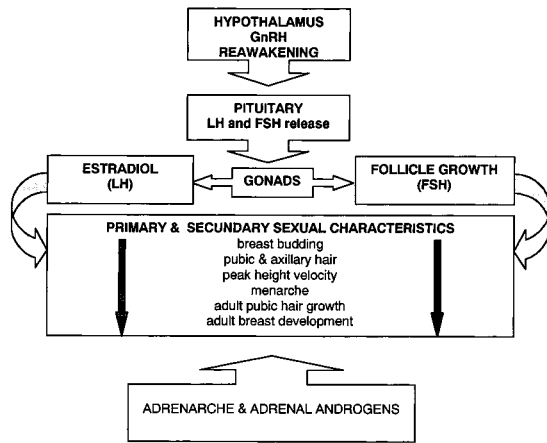 HYPOTHALAMUS
GnRH
REAWAKENING
PITUITARY
LH and FSH release
ESTRADIOL
(LH)
GONADS
FOLLICLE GROWTH
(FSH)
PRIMARY & SECUNDARY SEXUAL CHARACTERISTICS
breast budding
pubic & axillary hair
peak height velocity
menarche
adult pubic hair growth
adult breast development
ADRENARCHE & ADRENAL ANDROGENS